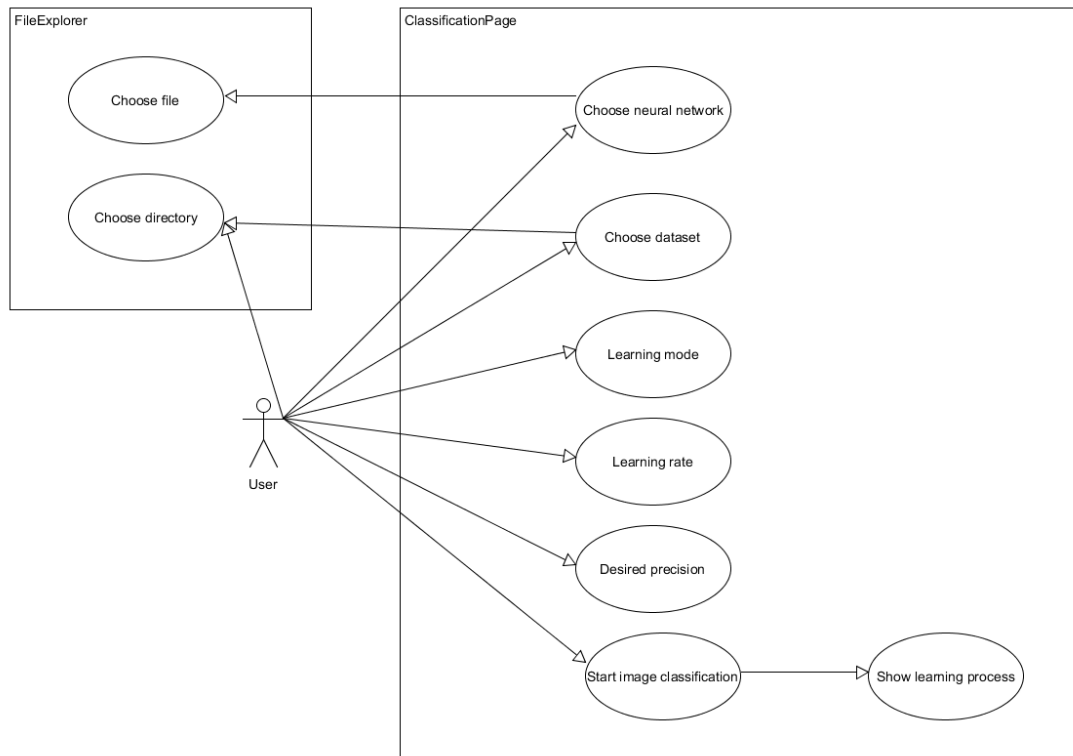 FileExplorer
ClassificationPage
Choose file
Choose neural network
Choose directory
Choose dataset
Learning mode
Learning rate
User
Desired precision
Start image classification
Show learning process